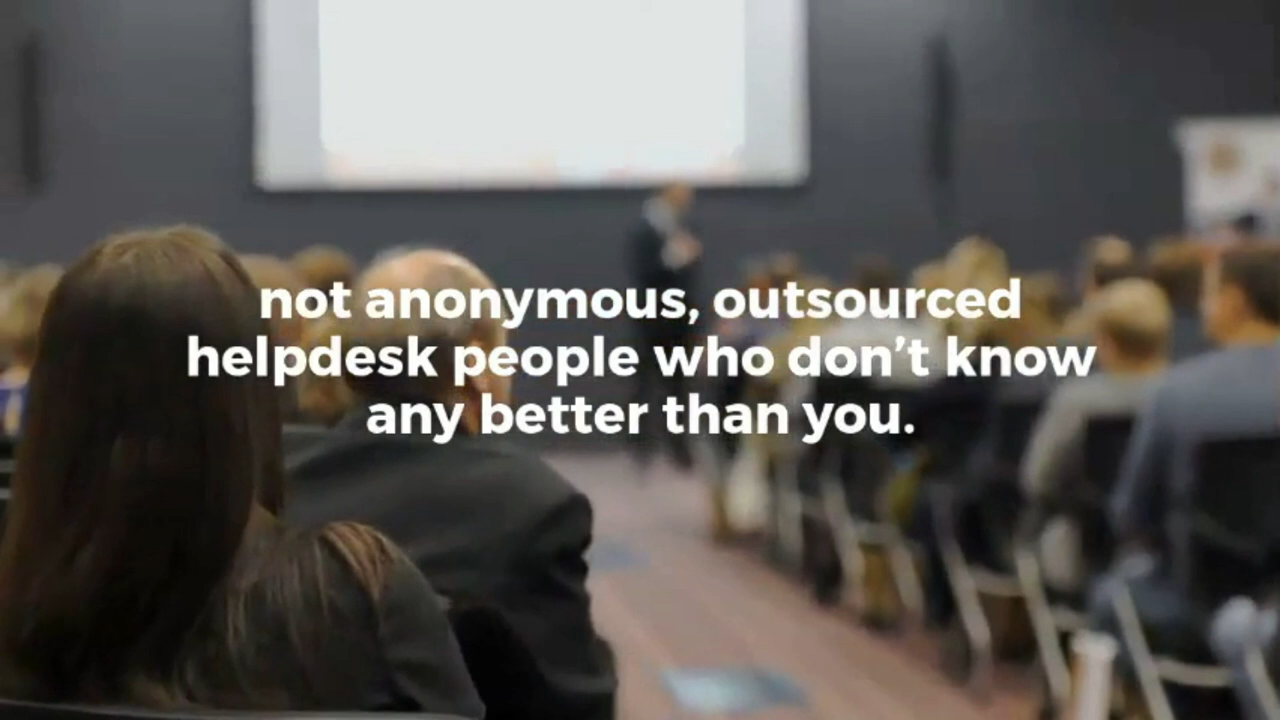 not anonymous, outsourced
helpdesk people who don’t know
any better than you.